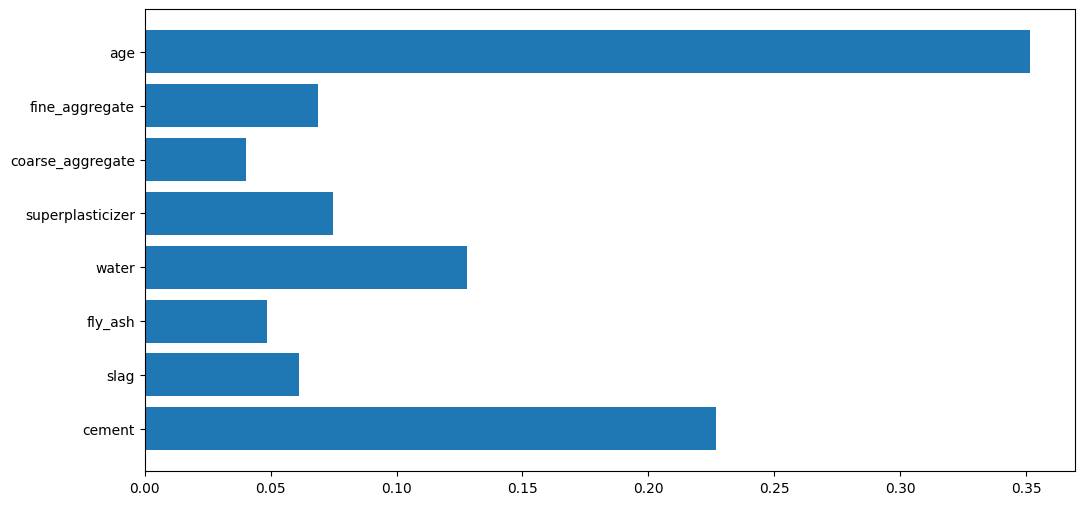 age
fine_aggregate
coarse_aggregate
superplasticizer
water
fly_ash
slag
cement
0.00 0.05 0.10 0.15 0.20 0.25 0.30 0.35